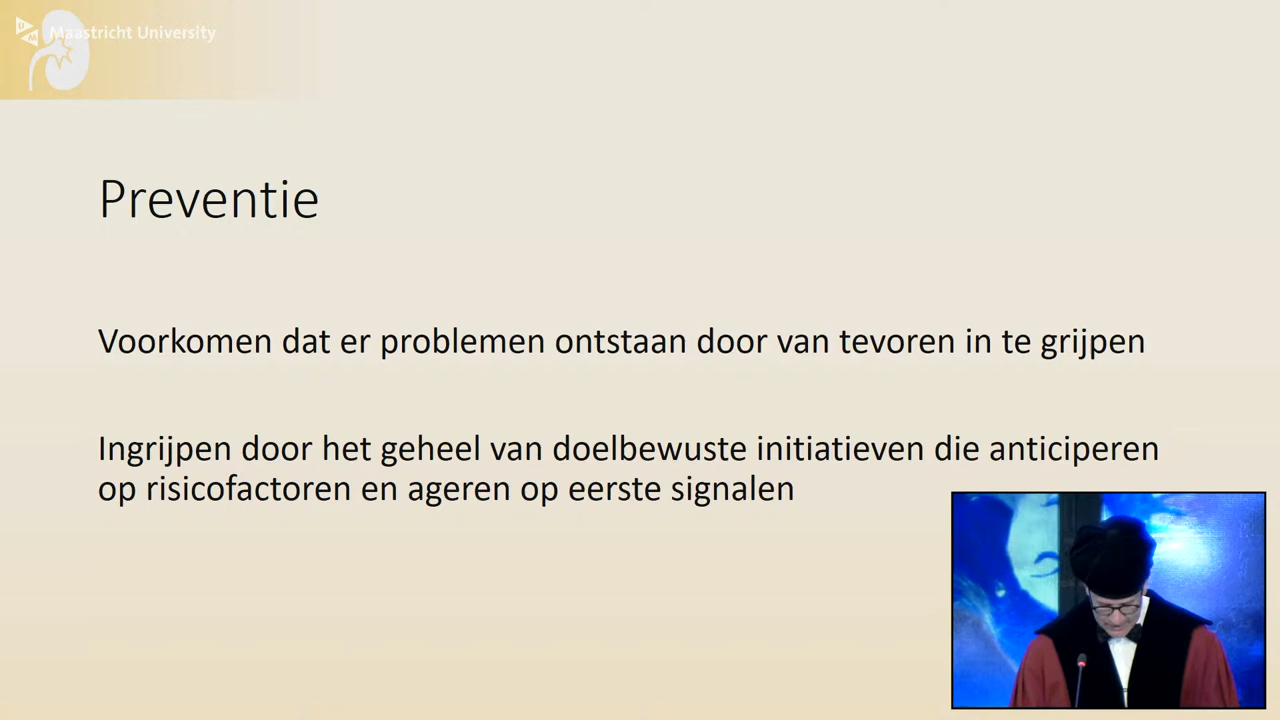 UM Maastricht University
Preventie
Voorkomen dat er problemen ontstaan door van tevoren in te grijpen
Ingrijpen door het geheel van doelbewuste initiatieven die anticiperen
op risicofactoren en ageren op eerste signalen